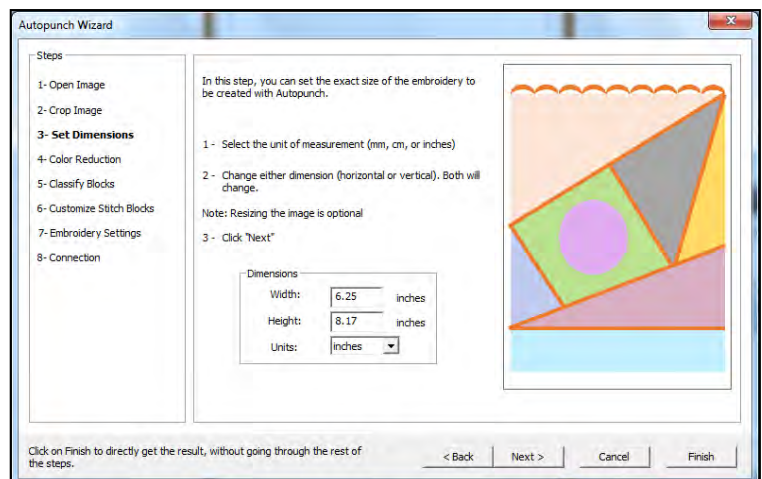 Autopunch Wizard
Steps
1- Open Image
2- Crop Image
3- Set Dimensions
4- Color Reduction
5- Classify Blocks
6- Customize Stitch Blocks
7- Embroidery Settings
8- Connection
In this step, you can set the exact size of the embroidery to
be created with Autopunch.
1 - Select the unit of measurement (mm, cm, or inches)
2 - Change either dimension (horizontal or vertical). Both will
change.
Note: Resizing the image is optional
3 - Click "Next"
Dimensions
Width: 6.25 inches
Height: 8.17 inches
Units: inches
Click on Finish to directly get the result, without going through the rest of
the steps.
< Back Next > Cancel Finish